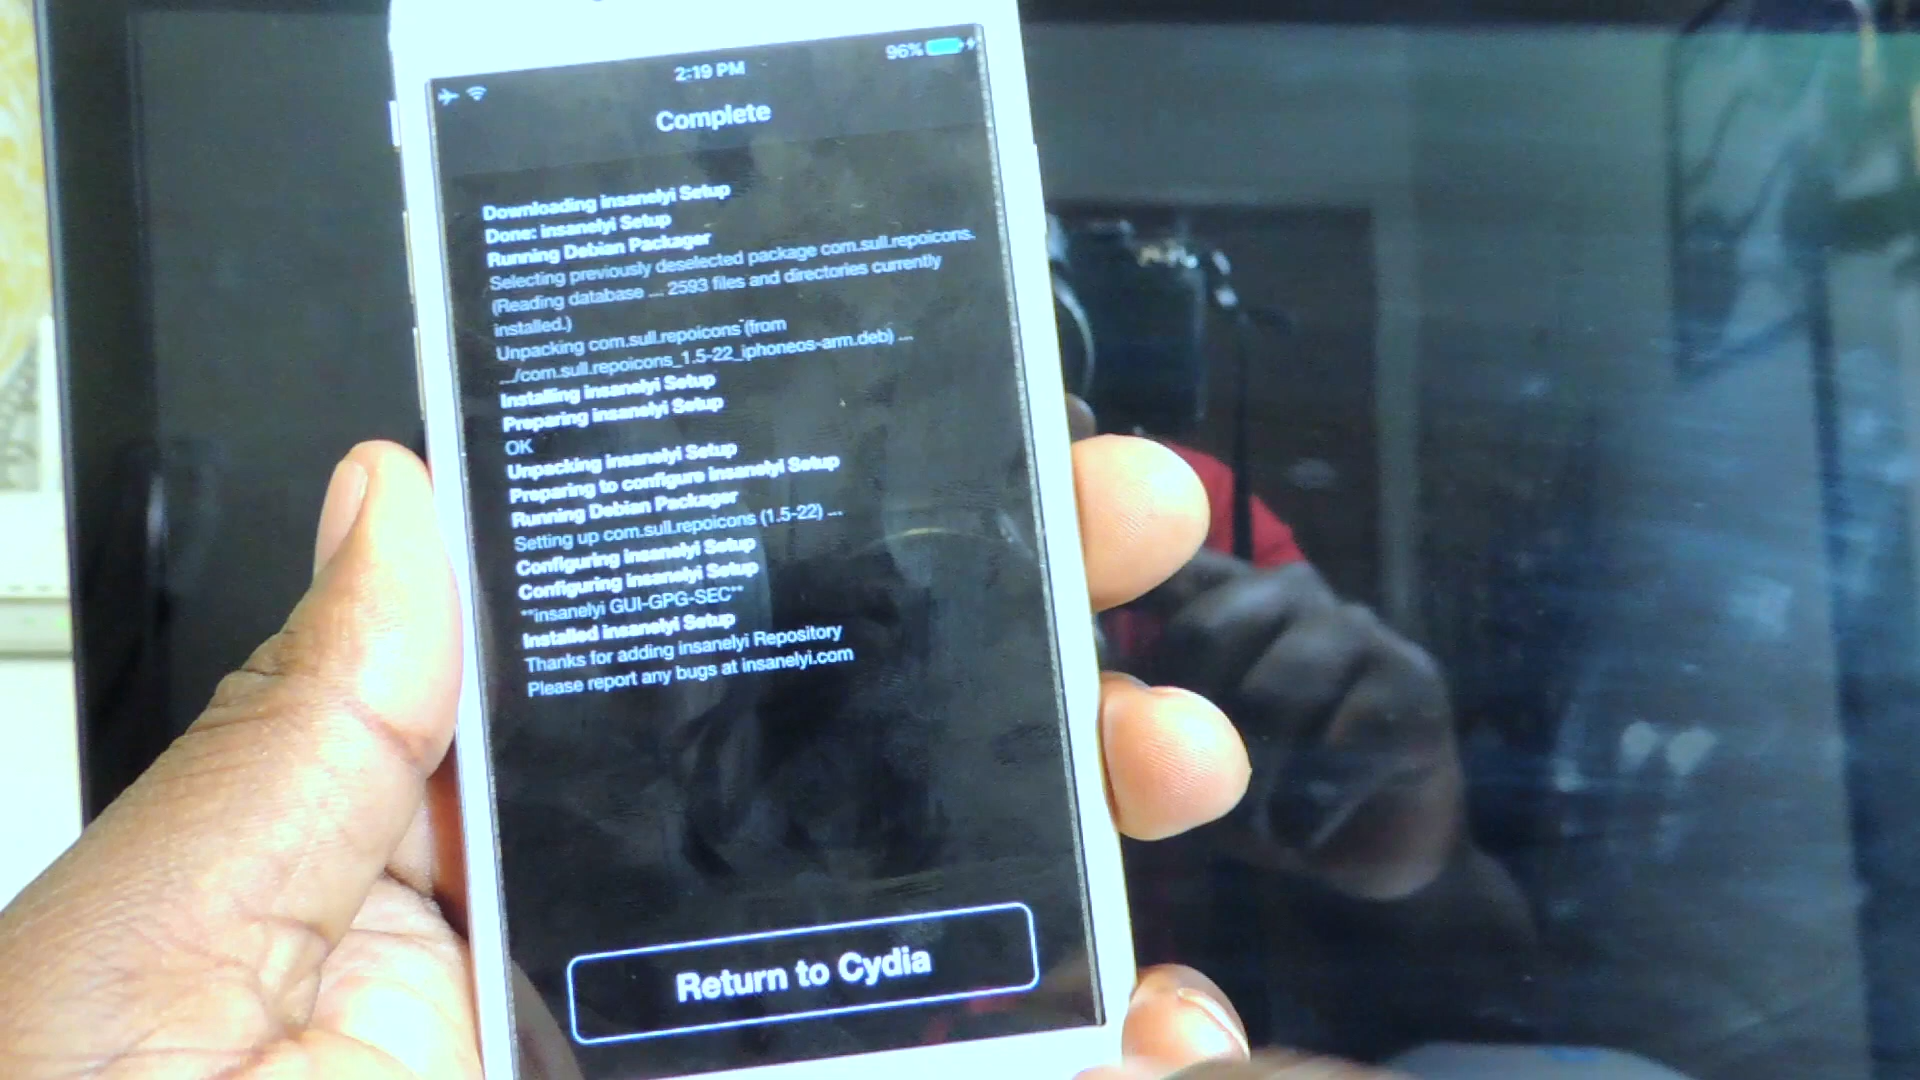 96%
2:19 PM
Complete
Downloading insanelyi Setup
Done: insanelyi Setup
Running Debian Packager
Selecting previously deselected package com.sull.repoicons.
(Reading database ... 2593 files and directories currently
installed.)
Unpacking com.sull.repoicons (from
.../com.sull.repoicons_1.5-22_iphoneos-arm.deb) ...
Installing insanelyi Setup
Preparing insanelyi Setup
OK
Unpacking insanelyi Setup
Preparing to configure insanelyi Setup
Running Debian Packager
Setting up com.sull.repoicons (1.5-22) ...
Configuring insanelyi Setup
Configuring insanelyi Setup
**insanelyi GUI-GPG-SEC**
Installed insanelyi Setup
Thanks for adding insanelyi Repository
Please report any bugs at insanelyi.com
Return to Cydia